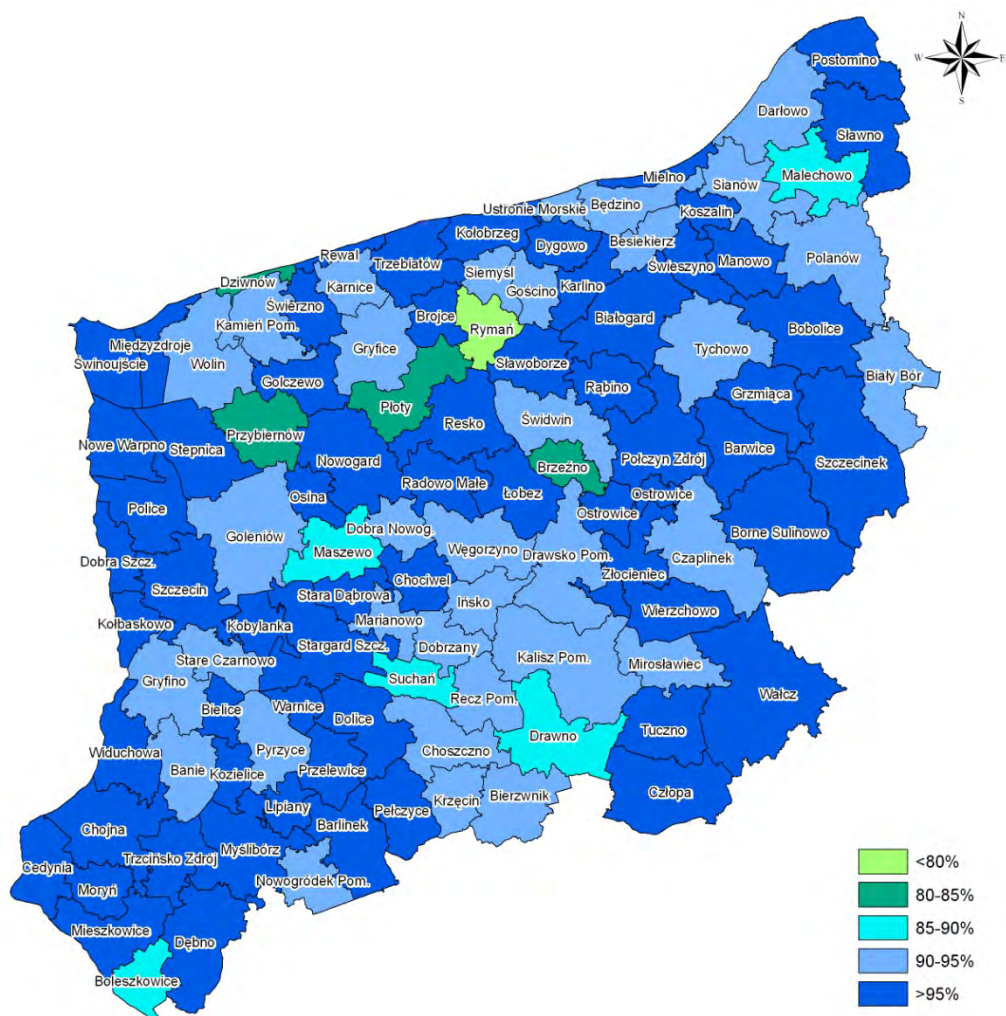 N
W
E
S
Postomino
Darłowo
Sławno
Malechowo
Mielno
Sianów
Ustronie Morskie
Będzino
Koszalin
Kołobrzeg
Dygowo
Besiekierz
Polanów
Rewal
Trzebiatów
Siemyśl
Świeszyno
Manowo
Dziwnów
Karnice
Gościno
Karlino
Świerzno
Brojce
Rymań
Białogard
Bobolice
Kamień Pom.
Międzyzdroje
Gryfice
Tychowo
Świnoujście
Wolin
Sławoborze
Biały Bór
Golczewo
Rąbino
Grzmiąca
Płoty
Resko
Świdwin
Przybiernów
Nowe Warpno
Stepnica
Barwice
Nowogard
Połczyn Zdrój
Szczecinek
Brzeźno
Radowo Małe
Osina
Łobez
Ostrowice
Police
Ostrowice
Dobra Nowog.
Goleniów
Borne Sulinowo
Maszewo
Węgorzyno
Drawsko Pom.
Czaplinek
Dobra Szcz.
Szczecin
Chociwel
Złocieniec
Stara Dąbrowa
Ińsko
Wierzchowo
Kołbaskowo
Kobylanka
Marianowo
Stargard Szcz.
Dobrzany
Stare Czarnowo
Kalisz Pom.
Mirosławiec
Gryfino
Suchań
Wałcz
Bielice
Warnice
Recz Pom.
Dolice
Tuczno
Drawno
Widuchowa
Pyrzyce
Choszczno
Banie
Kozielice
Przelewice
Człopa
Krzęcin
Bierzwnik
Lipiany
Pełczyce
Chojna
Barlinek
Myślibórz
Trzcińsko Zdrój
Cedynia
Nowogródek Pom.
Moryń
Mieszkowice
Dębno
Boleszkowice
<80%
80-85%
85-90%
90-95%
>95%